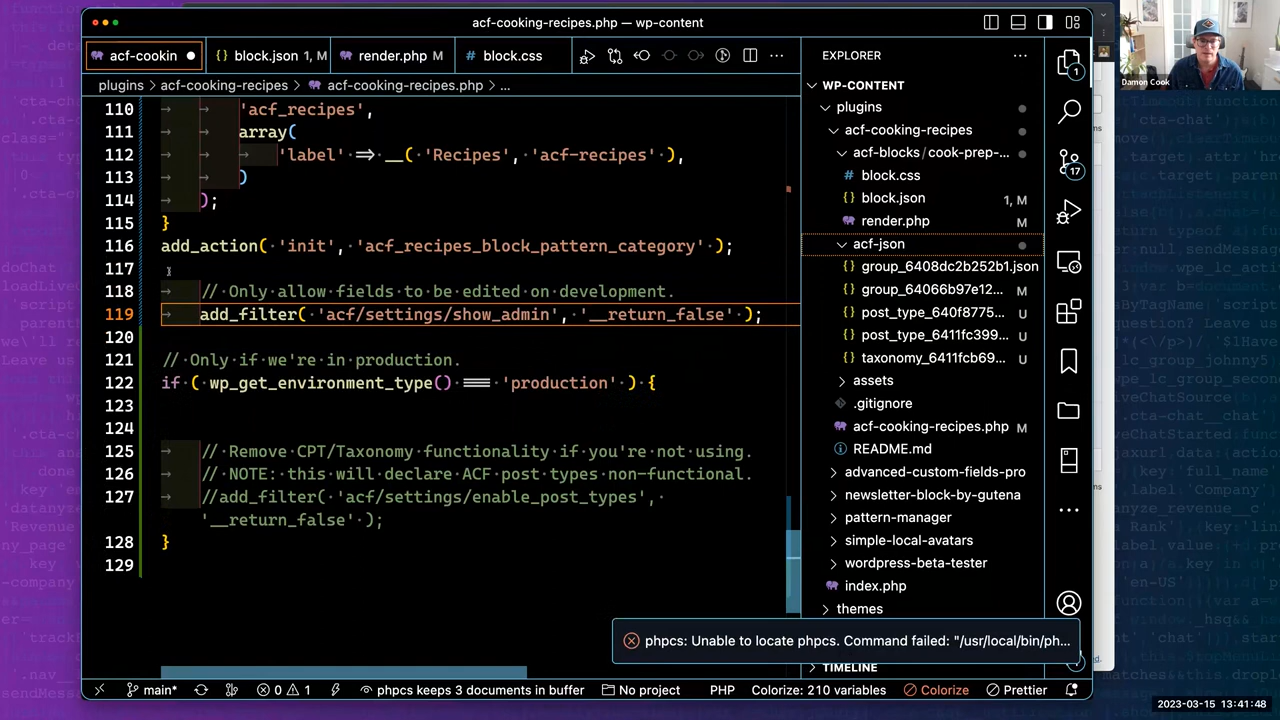 acf-cooking-recipes.php — wp-content
acf-cookin
block.json 1, M
render.php M
block.css
EXPLORER
plugins > acf-cooking-recipes > acf-cooking-recipes.php > ...
WP-CONTENT
110 'acf_recipes',
111 array(
112 'label' => __( 'Recipes', 'acf-recipes' ),
113 )
114 );
115 }
116 add_action( 'init', 'acf_recipes_block_pattern_category' );
117
118 // Only allow fields to be edited on development.
119 add_filter( 'acf/settings/show_admin', '__return_false' );
120
121 // Only if we're in production.
122 if ( wp_get_environment_type() === 'production' ) {
123
124
125 // Remove CPT/Taxonomy functionality if you're not using.
126 // NOTE: this will declare ACF post types non-functional.
127 //add_filter( 'acf/settings/enable_post_types',
'__return_false' );
128 }
129
plugins
acf-cooking-recipes
acf-blocks/cook-prep-...
block.css
block.json 1, M
render.php M
acf-json
group_6408dc2b252b1.json
group_64066b97e12... M
post_type_640f8775... U
post_type_6411fc399... U
taxonomy_6411fcb69... U
assets
.gitignore
acf-cooking-recipes.php M
README.md
advanced-custom-fields-pro
newsletter-block-by-gutena
pattern-manager
simple-local-avatars
wordpress-beta-tester
index.php
themes
TIMELINE
1
17
phpcs: Unable to locate phpcs. Command failed: "/usr/local/bin/ph...
main*
0 1
phpcs keeps 3 documents in buffer
No project
PHP
Colorize: 210 variables
Colorize
Prettier
Damon Cook
2023-03-15 13:41:48